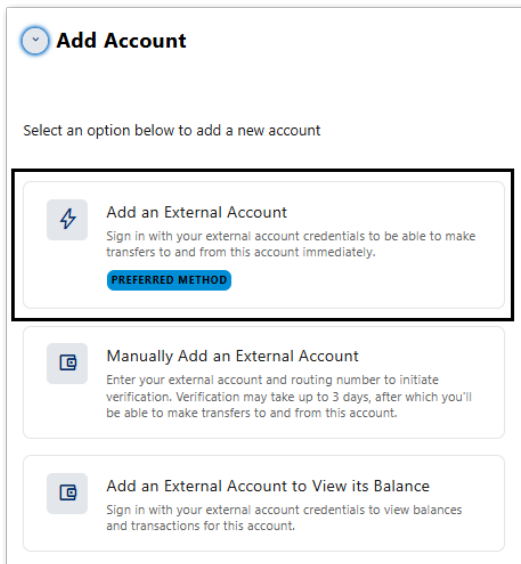 Add Account
Select an option below to add a new account
Add an External Account
Sign in with your external account credentials to be able to make
transfers to and from this account immediately.
PREFERRED METHOD
Manually Add an External Account
Enter your external account and routing number to initiate
verification. Verification may take up to 3 days, after which you'll
be able to make transfers to and from this account.
Add an External Account to View its Balance
Sign in with your external account credentials to view balances
and transactions for this account.